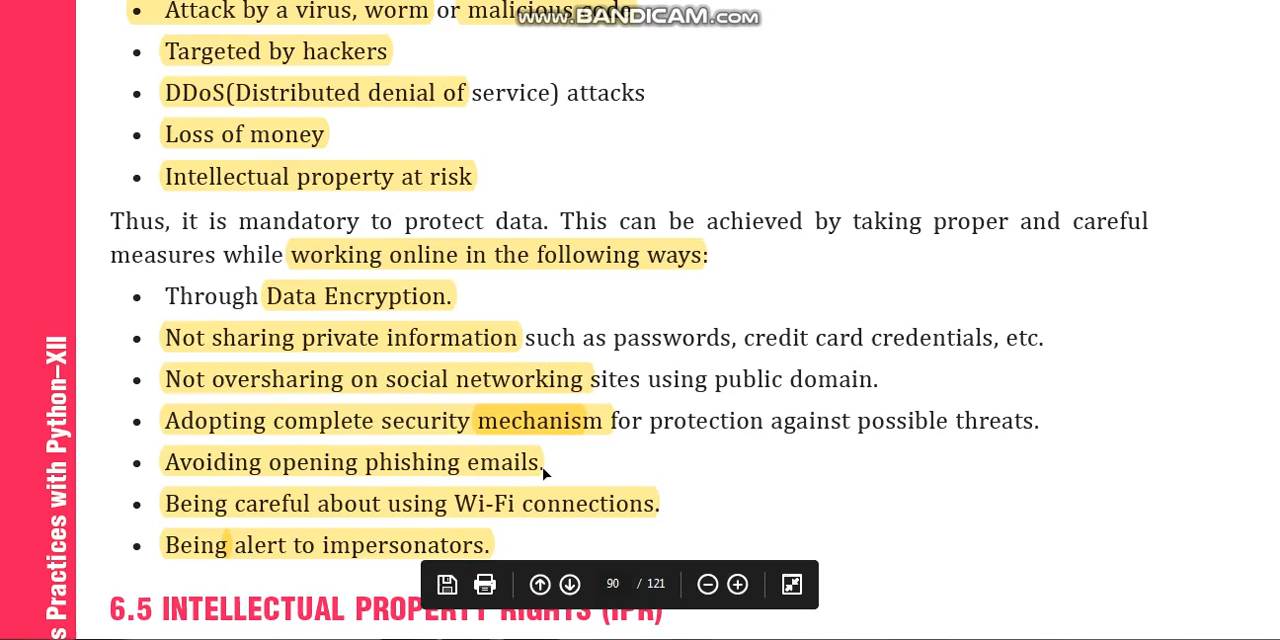 • Attack by a virus, worm or malicious code
www.BANDICAM.com
• Targeted by hackers
• DDoS(Distributed denial of service) attacks
• Loss of money
• Intellectual property at risk
Thus, it is mandatory to protect data. This can be achieved by taking proper and careful
measures while working online in the following ways:
• Through Data Encryption.
• Not sharing private information such as passwords, credit card credentials, etc.
• Not oversharing on social networking sites using public domain.
• Adopting complete security mechanism for protection against possible threats.
• Avoiding opening phishing emails.
• Being careful about using Wi-Fi connections.
• Being alert to impersonators.
90 / 121
6.5 INTELLECTUAL PROPERTY RIGHTS (IPR)
s Practices with Python–XII